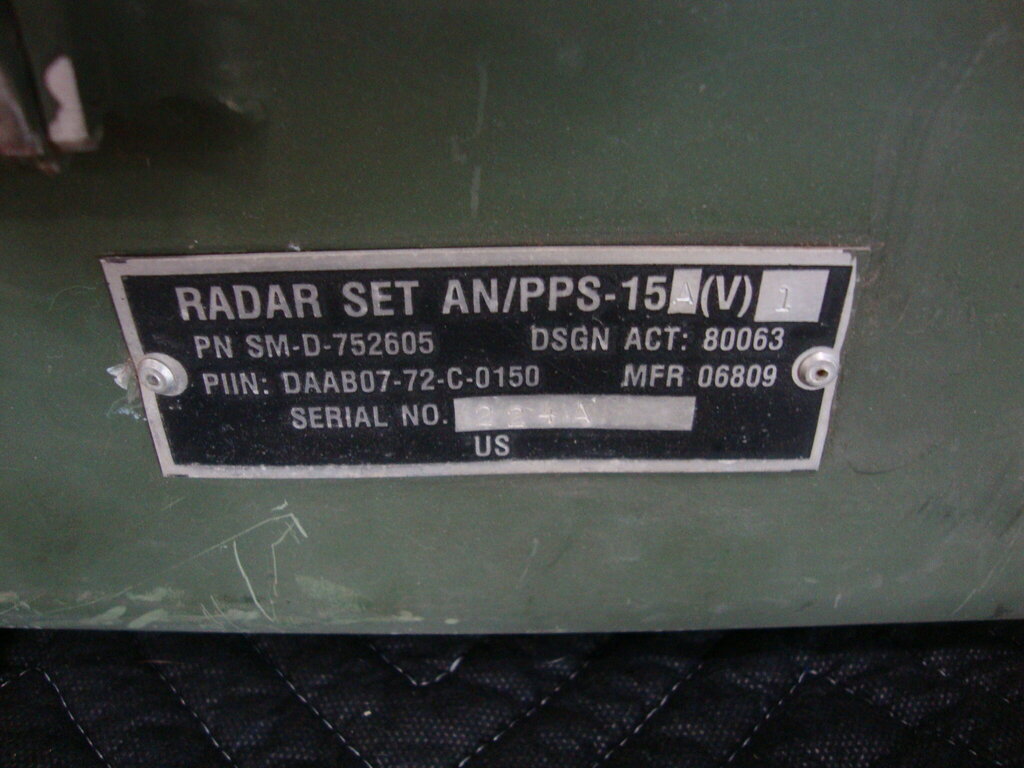 RADAR SET AN/PPS-15A(V)1
PN SM-D-752605 DSGN ACT: 80063
PIIN: DAAB07-72-C-0150 MFR 06809
SERIAL NO. 224A
US